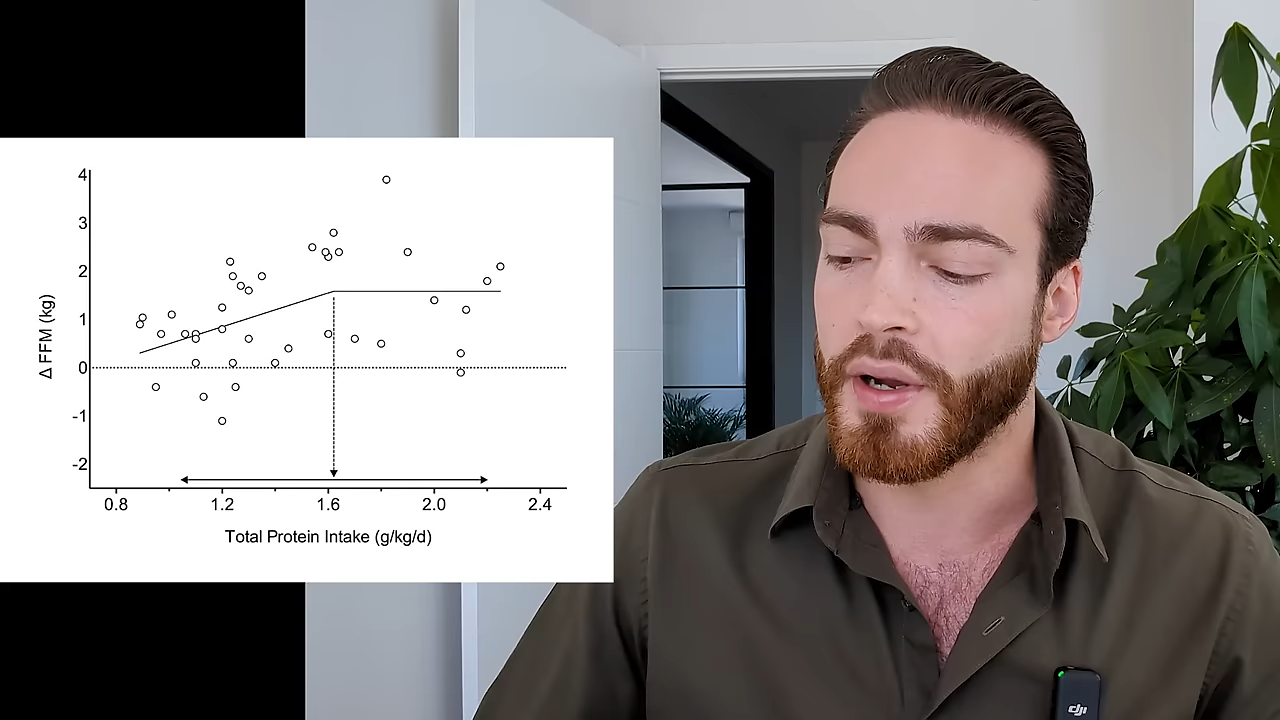 4
3
2
1
0
-1
-2
Δ FFM (kg)
0.8 1.2 1.6 2.0 2.4
Total Protein Intake (g/kg/d)
dji